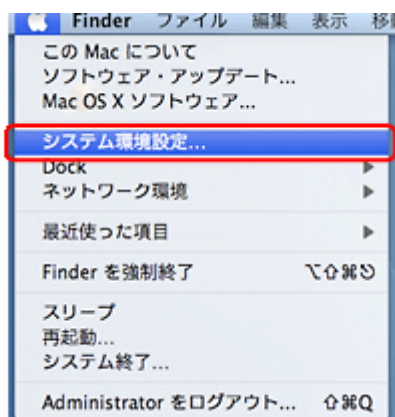 Finder ファイル 編集 表示 移
この Mac について
ソフトウェア・アップデート...
Mac OS X ソフトウェア...
システム環境設定...
Dock
ネットワーク環境
最近使った項目
Finder を強制終了 ⌥⇧⌘⎋
スリープ
再起動...
システム終了...
Administrator をログアウト... ⇧⌘Q